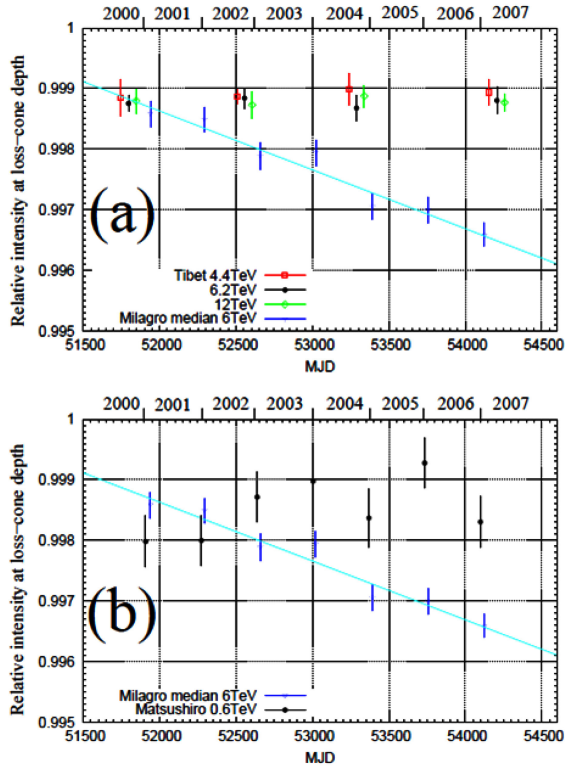 2000 2001 2002 2003 2004 2005 2006 2007
Relative intensity at loss-cone depth
1
0.999
0.998
0.997
0.996
0.995
(a)
Tibet 4.4TeV
6.2TeV
12TeV
Milagro median 6TeV
51500 52000 52500 53000 53500 54000 54500
MJD
2000 2001 2002 2003 2004 2005 2006 2007
Relative intensity at loss-cone depth
1
0.999
0.998
0.997
0.996
0.995
(b)
Milagro median 6TeV
Matsushiro 0.6TeV
51500 52000 52500 53000 53500 54000 54500
MJD